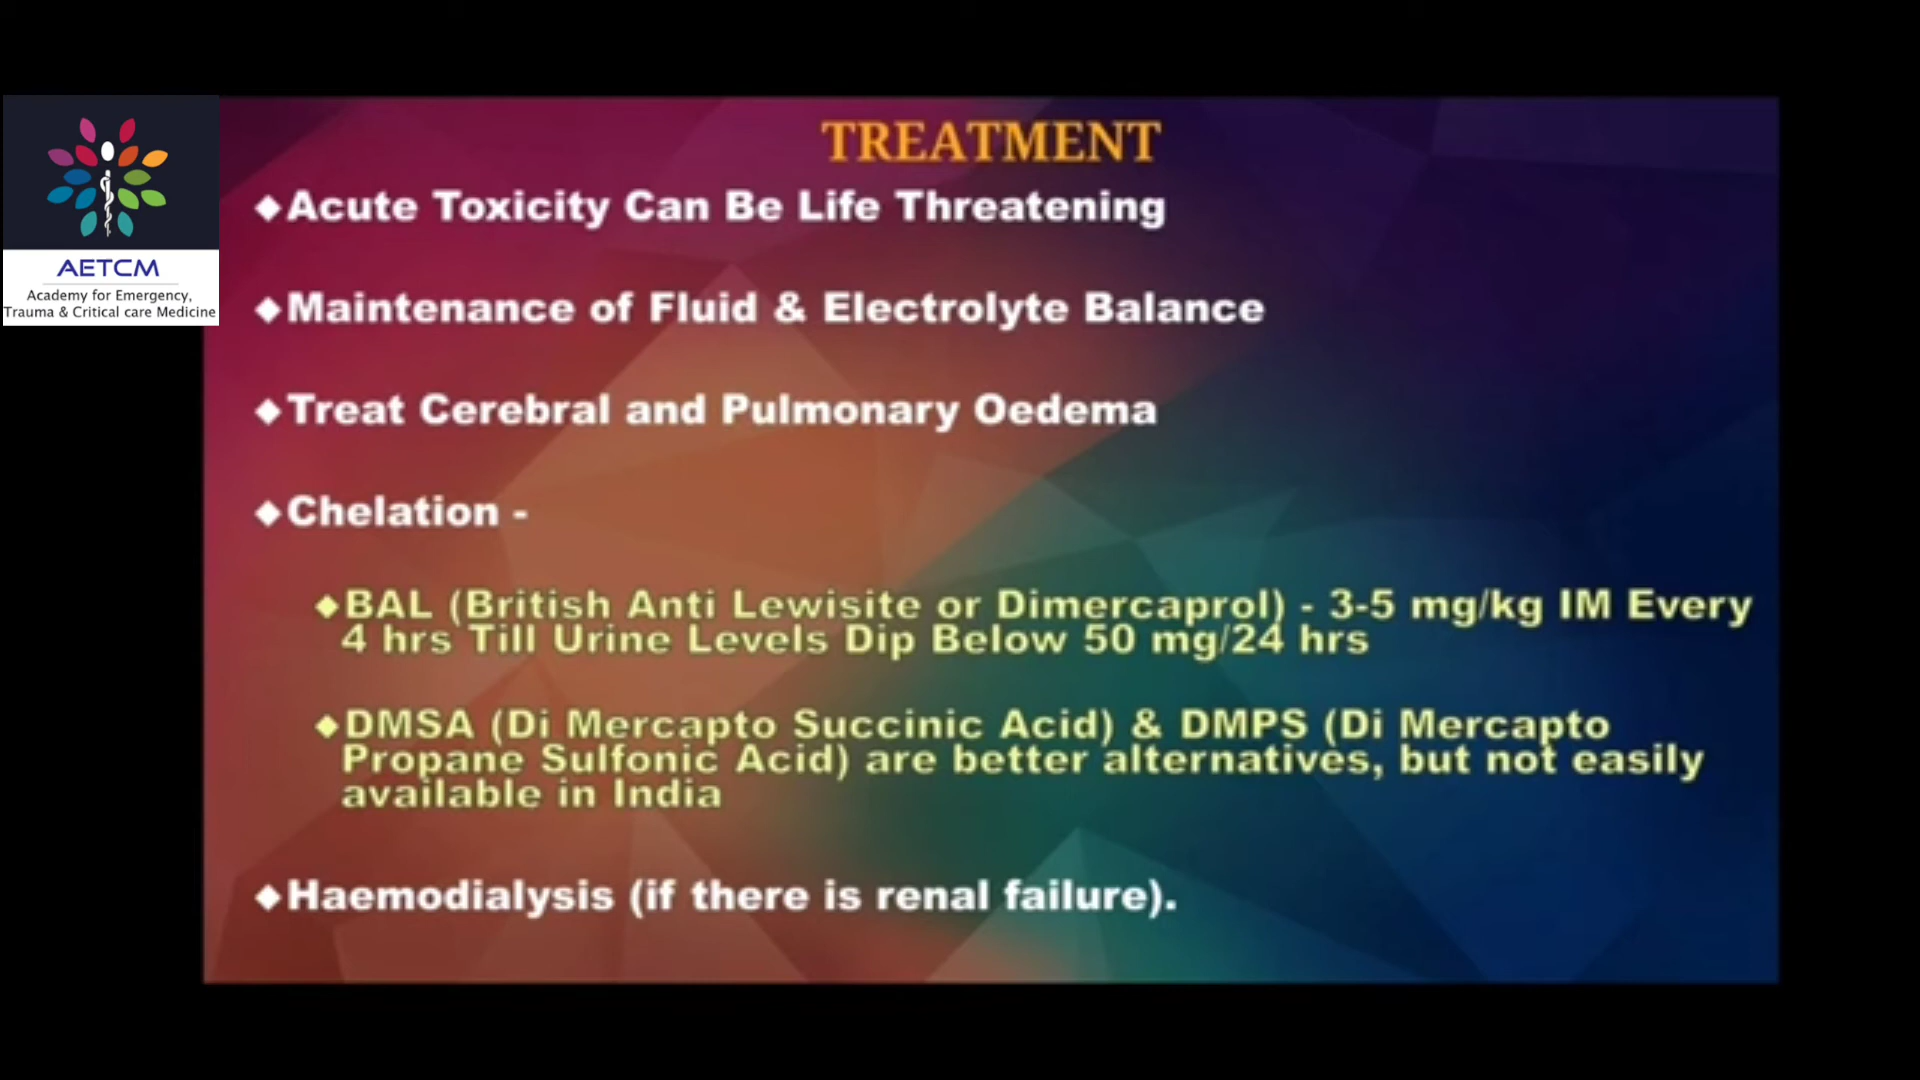 AETCM
Academy for Emergency,
Trauma & Critical care Medicine
TREATMENT
◆Acute Toxicity Can Be Life Threatening
◆Maintenance of Fluid & Electrolyte Balance
◆Treat Cerebral and Pulmonary Oedema
◆Chelation -
◆BAL (British Anti Lewisite or Dimercaprol) - 3-5 mg/kg IM Every
4 hrs Till Urine Levels Dip Below 50 mg/24 hrs
◆DMSA (Di Mercapto Succinic Acid) & DMPS (Di Mercapto
Propane Sulfonic Acid) are better alternatives, but not easily
available in India
◆Haemodialysis (if there is renal failure).